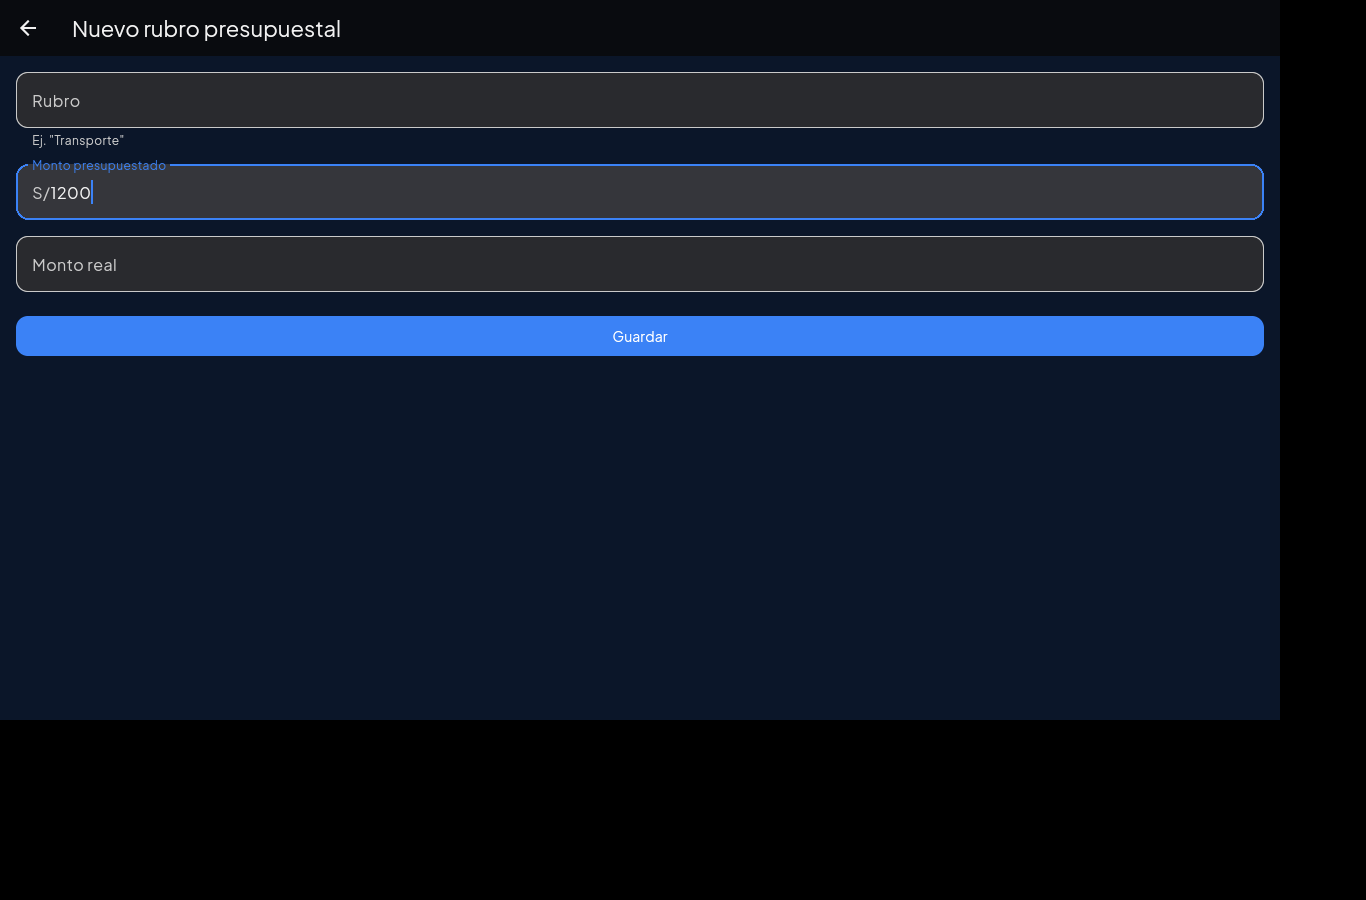 Nuevo rubro presupuestal
Rubro
Ej. "Transporte"
Monto presupuestado
S/1200
Monto real
Guardar